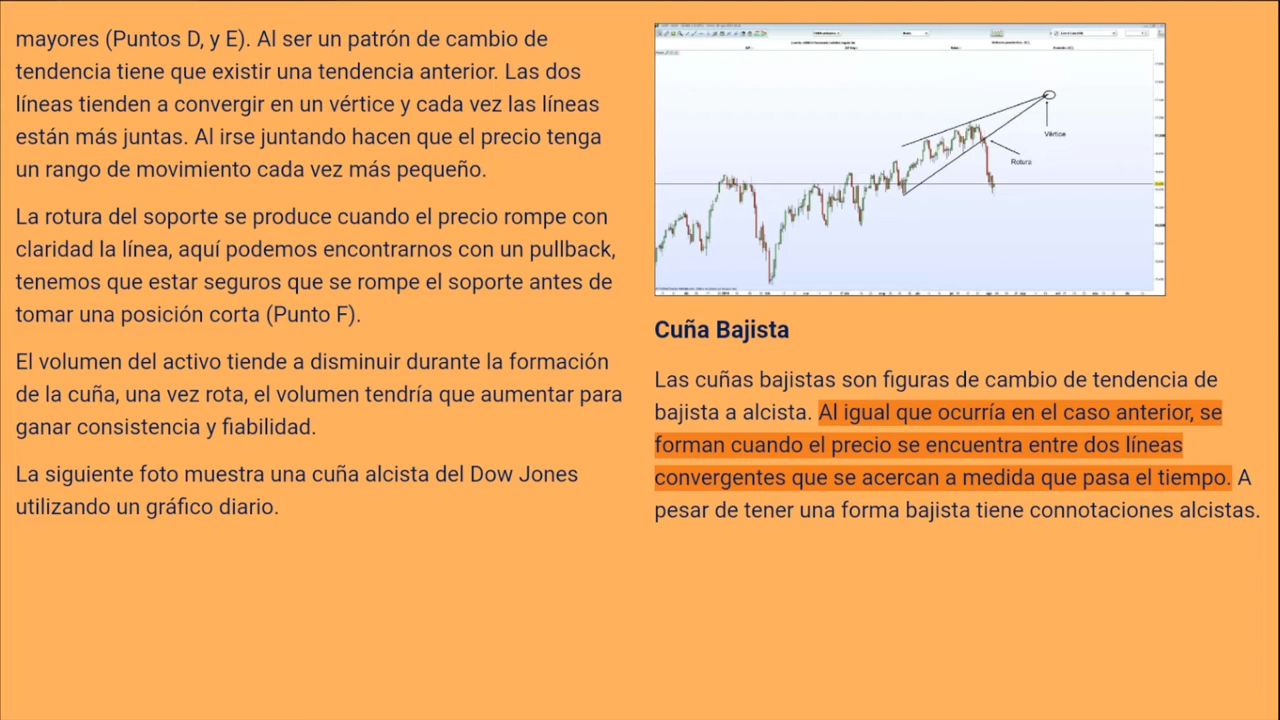 mayores (Puntos D, y E). Al ser un patrón de cambio de
tendencia tiene que existir una tendencia anterior. Las dos
líneas tienden a convergir en un vértice y cada vez las líneas
están más juntas. Al irse juntando hacen que el precio tenga
un rango de movimiento cada vez más pequeño.
La rotura del soporte se produce cuando el precio rompe con
claridad la línea, aquí podemos encontrarnos con un pullback,
tenemos que estar seguros que se rompe el soporte antes de
tomar una posición corta (Punto F).
El volumen del activo tiende a disminuir durante la formación
de la cuña, una vez rota, el volumen tendría que aumentar para
ganar consistencia y fiabilidad.
La siguiente foto muestra una cuña alcista del Dow Jones
utilizando un gráfico diario.
Vértice
Rotura
Cuña Bajista
Las cuñas bajistas son figuras de cambio de tendencia de
bajista a alcista. Al igual que ocurría en el caso anterior, se
forman cuando el precio se encuentra entre dos líneas
convergentes que se acercan a medida que pasa el tiempo. A
pesar de tener una forma bajista tiene connotaciones alcistas.